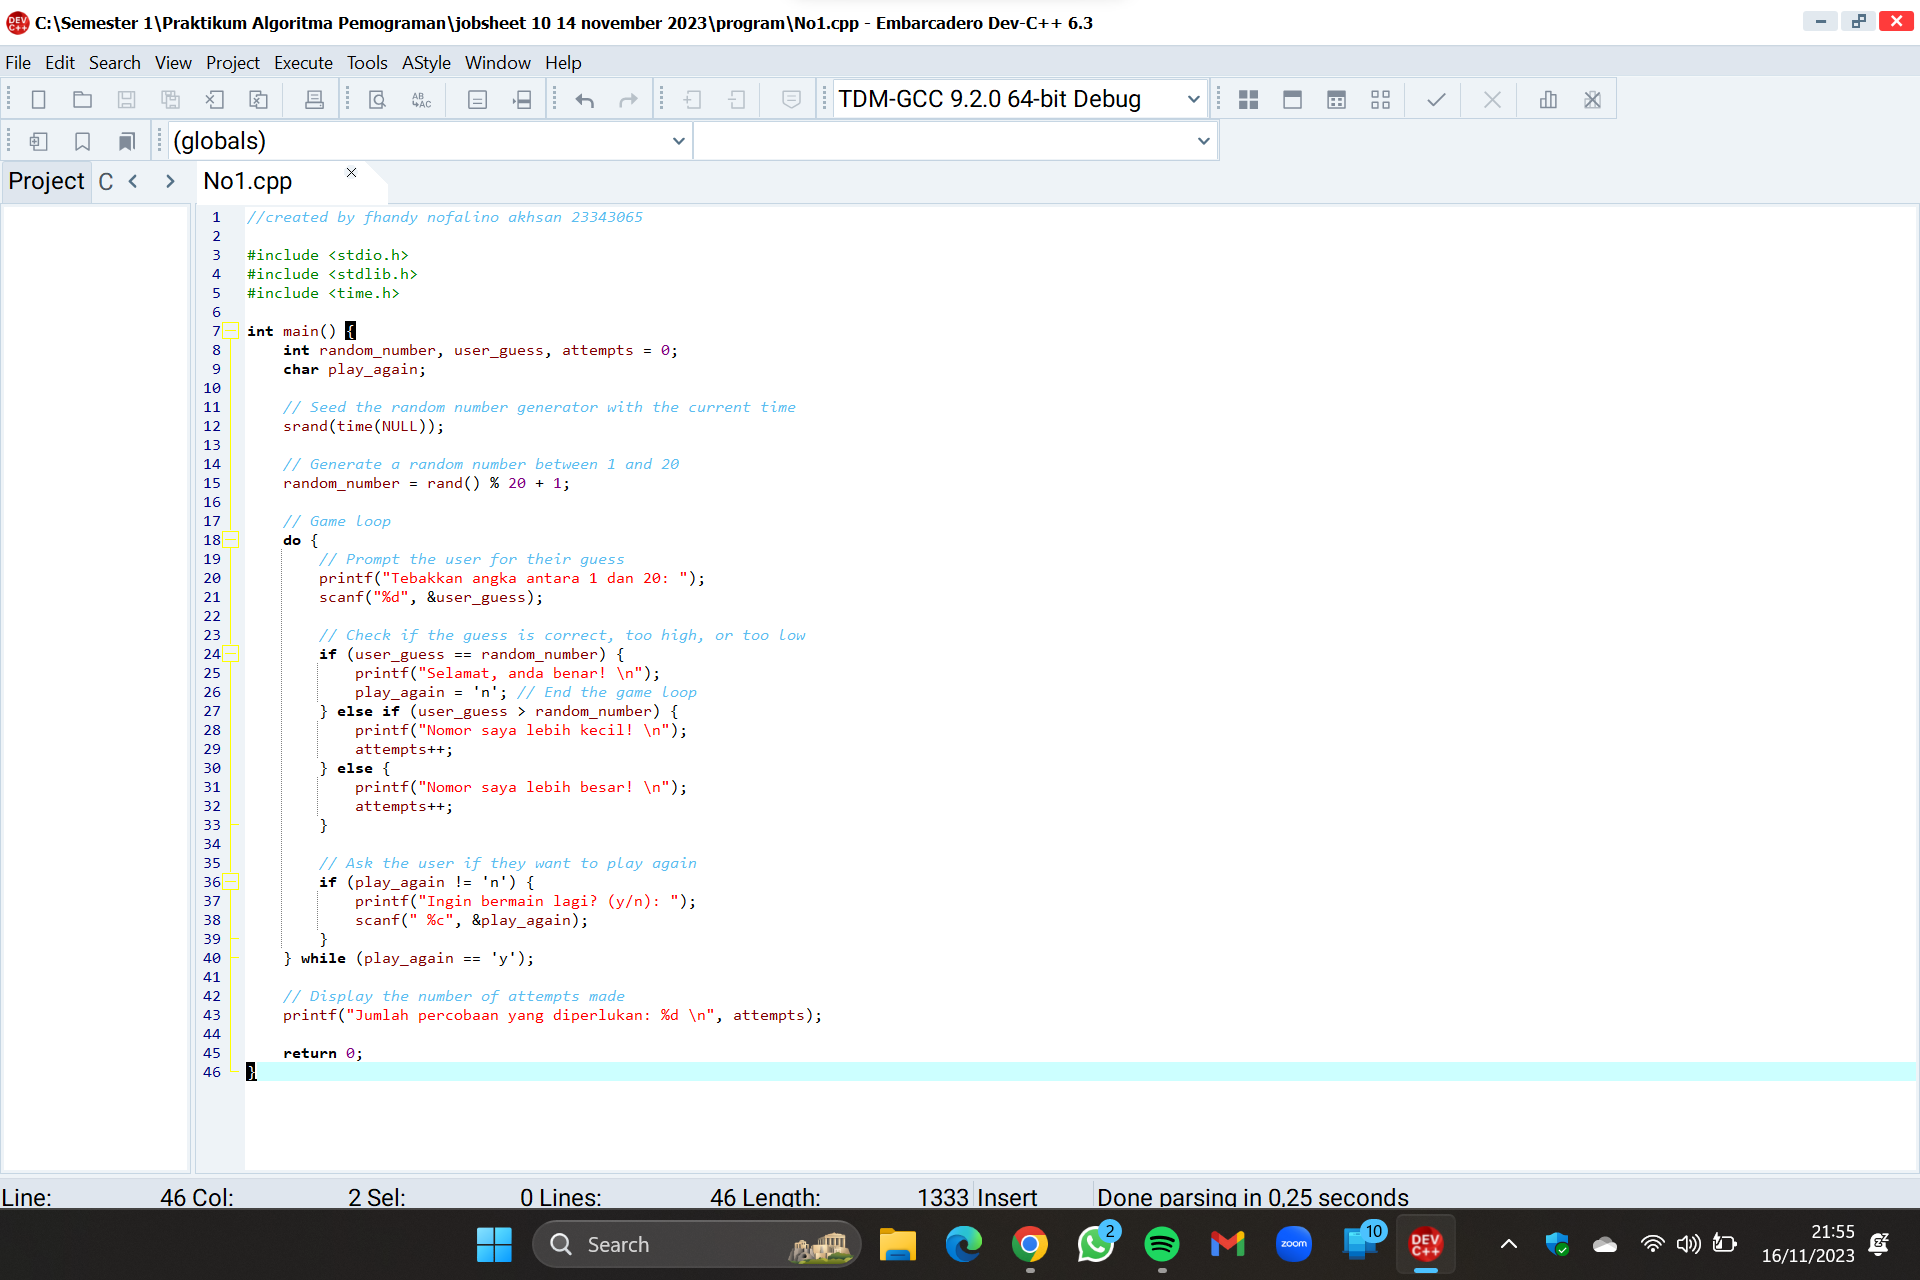 C:\Semester 1\Praktikum Algoritma Pemograman\jobsheet 10 14 november 2023\program\No1.cpp - Embarcadero Dev-C++ 6.3
File Edit Search View Project Execute Tools AStyle Window Help
TDM-GCC 9.2.0 64-bit Debug
(globals)
Project C No1.cpp
1 //created by fhandy nofalino akhsan 23343065
2
3 #include <stdio.h>
4 #include <stdlib.h>
5 #include <time.h>
6
7 int main() {
8     int random_number, user_guess, attempts = 0;
9     char play_again;
10
11     // Seed the random number generator with the current time
12     srand(time(NULL));
13
14     // Generate a random number between 1 and 20
15     random_number = rand() % 20 + 1;
16
17     // Game loop
18     do {
19         // Prompt the user for their guess
20         printf("Tebakkan angka antara 1 dan 20: ");
21         scanf("%d", &user_guess);
22
23         // Check if the guess is correct, too high, or too low
24         if (user_guess == random_number) {
25             printf("Selamat, anda benar! \n");
26             play_again = 'n'; // End the game loop
27         } else if (user_guess > random_number) {
28             printf("Nomor saya lebih kecil! \n");
29             attempts++;
30         } else {
31             printf("Nomor saya lebih besar! \n");
32             attempts++;
33         }
34
35         // Ask the user if they want to play again
36         if (play_again != 'n') {
37             printf("Ingin bermain lagi? (y/n): ");
38             scanf(" %c", &play_again);
39         }
40     } while (play_again == 'y');
41
42     // Display the number of attempts made
43     printf("Jumlah percobaan yang diperlukan: %d \n", attempts);
44
45     return 0;
46 }
Line: 46 Col: 2 Sel: 0 Lines: 46 Length: 1333 Insert Done parsing in 0,25 seconds
Search
2
zoom
10
DEV C++
21:55
16/11/2023